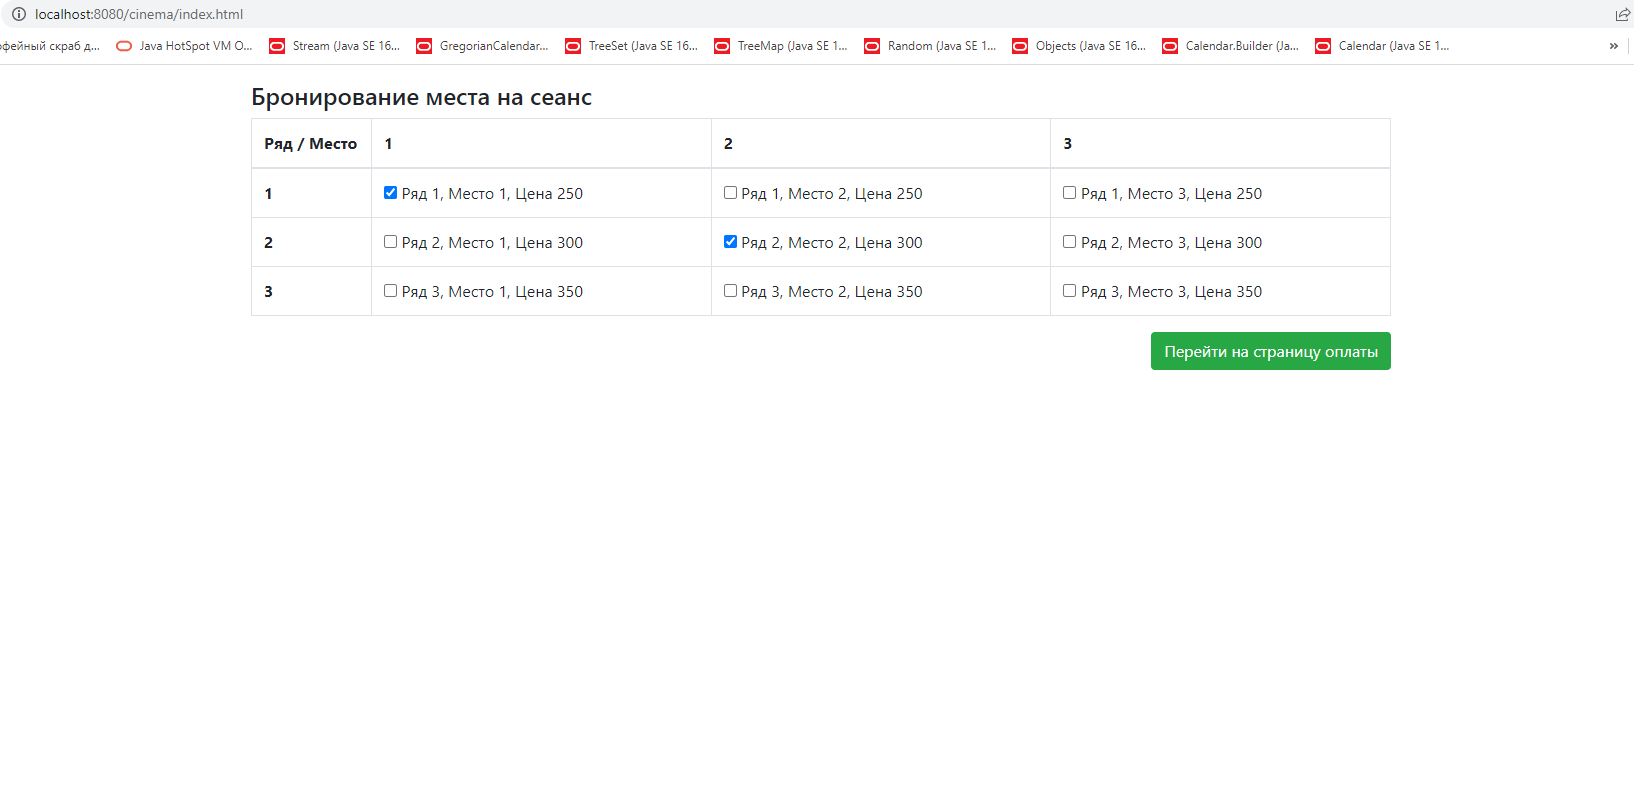 localhost:8080/cinema/index.html
офейный скраб д... Java HotSpot VM O... Stream (Java SE 16... GregorianCalendar... TreeSet (Java SE 16... TreeMap (Java SE 1... Random (Java SE 1... Objects (Java SE 16... Calendar.Builder (Ja... Calendar (Java SE 1... »
Бронирование места на сеанс
Ряд / Место 1 2 3
1 Ряд 1, Место 1, Цена 250 Ряд 1, Место 2, Цена 250 Ряд 1, Место 3, Цена 250
2 Ряд 2, Место 1, Цена 300 Ряд 2, Место 2, Цена 300 Ряд 2, Место 3, Цена 300
3 Ряд 3, Место 1, Цена 350 Ряд 3, Место 2, Цена 350 Ряд 3, Место 3, Цена 350
Перейти на страницу оплаты